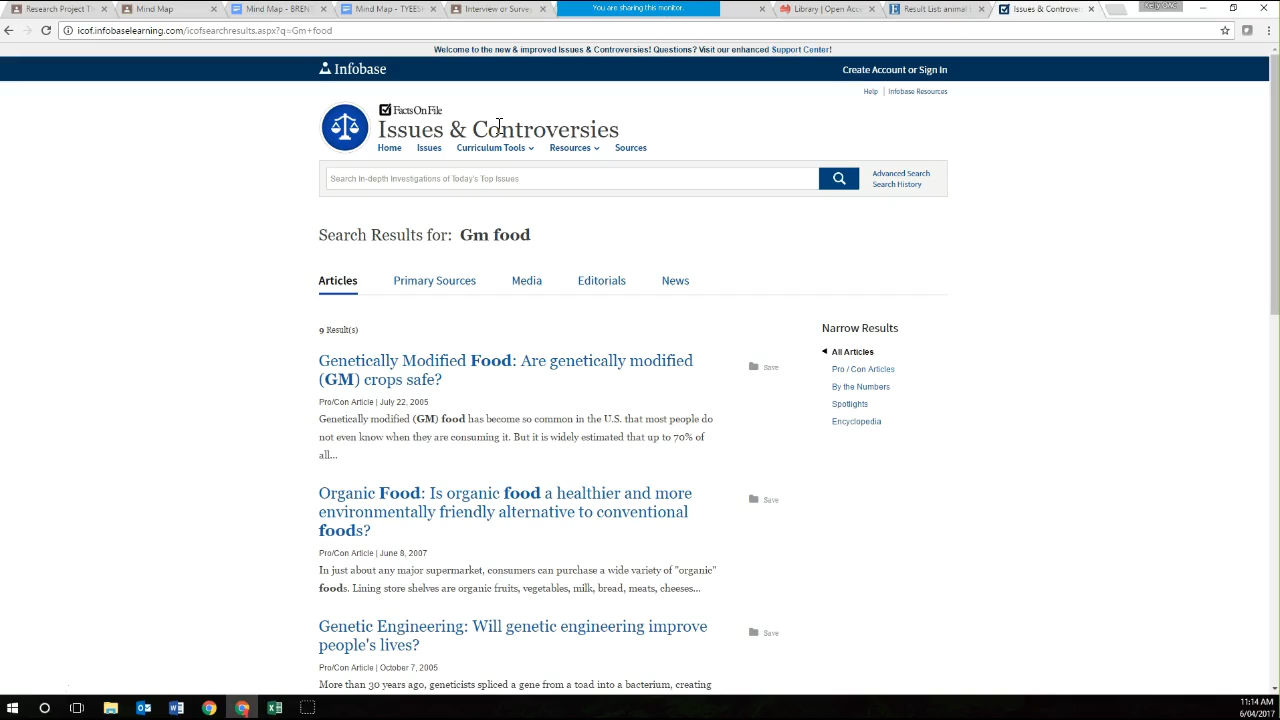 Research Project Th
Mind Map
Mind Map - BREN
Mind Map - TYEES
Interview or Surve
You are sharing this monitor.
Library | Open Acce
Result List: animal
Issues & Controvers
Kelly OWC
icof.infobaselearning.com/icofsearchresults.aspx?q=Gm+food
Welcome to the new & improved Issues & Controversies! Questions? Visit our enhanced Support Center!
Infobase
Create Account or Sign In
Help | Infobase Resources
FactsOnFile
Issues & Controversies
Home Issues Curriculum Tools Resources Sources
Search In-depth Investigations of Today's Top Issues
Advanced Search
Search History
Search Results for: Gm food
Articles Primary Sources Media Editorials News
9 Result(s)
Narrow Results
All Articles
Pro / Con Articles
By the Numbers
Spotlights
Encyclopedia
Genetically Modified Food: Are genetically modified
(GM) crops safe?
Save
Pro/Con Article | July 22, 2005
Genetically modified (GM) food has become so common in the U.S. that most people do
not even know when they are consuming it. But it is widely estimated that up to 70% of
all...
Organic Food: Is organic food a healthier and more
environmentally friendly alternative to conventional
foods?
Save
Pro/Con Article | June 8, 2007
In just about any major supermarket, consumers can purchase a wide variety of "organic"
foods. Lining store shelves are organic fruits, vegetables, milk, bread, meats, cheeses...
Genetic Engineering: Will genetic engineering improve
people's lives?
Save
Pro/Con Article | October 7, 2005
More than 30 years ago, geneticists spliced a gene from a toad into a bacterium, creating
11:14 AM
6/04/2017